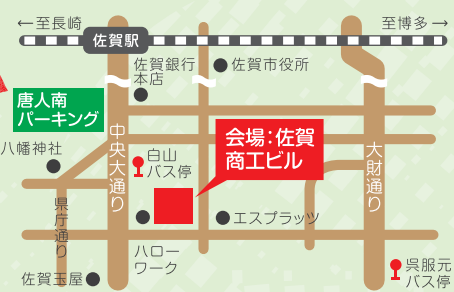 ←至長崎
至博多→
佐賀駅
佐賀銀行
本店
佐賀市役所
唐人南
パーキング
八幡神社
中央大通り
白山
バス停
会場:佐賀
商工ビル
大財通り
県庁通り
エスプラッツ
ハロー
ワーク
佐賀玉屋
呉服元町
バス停